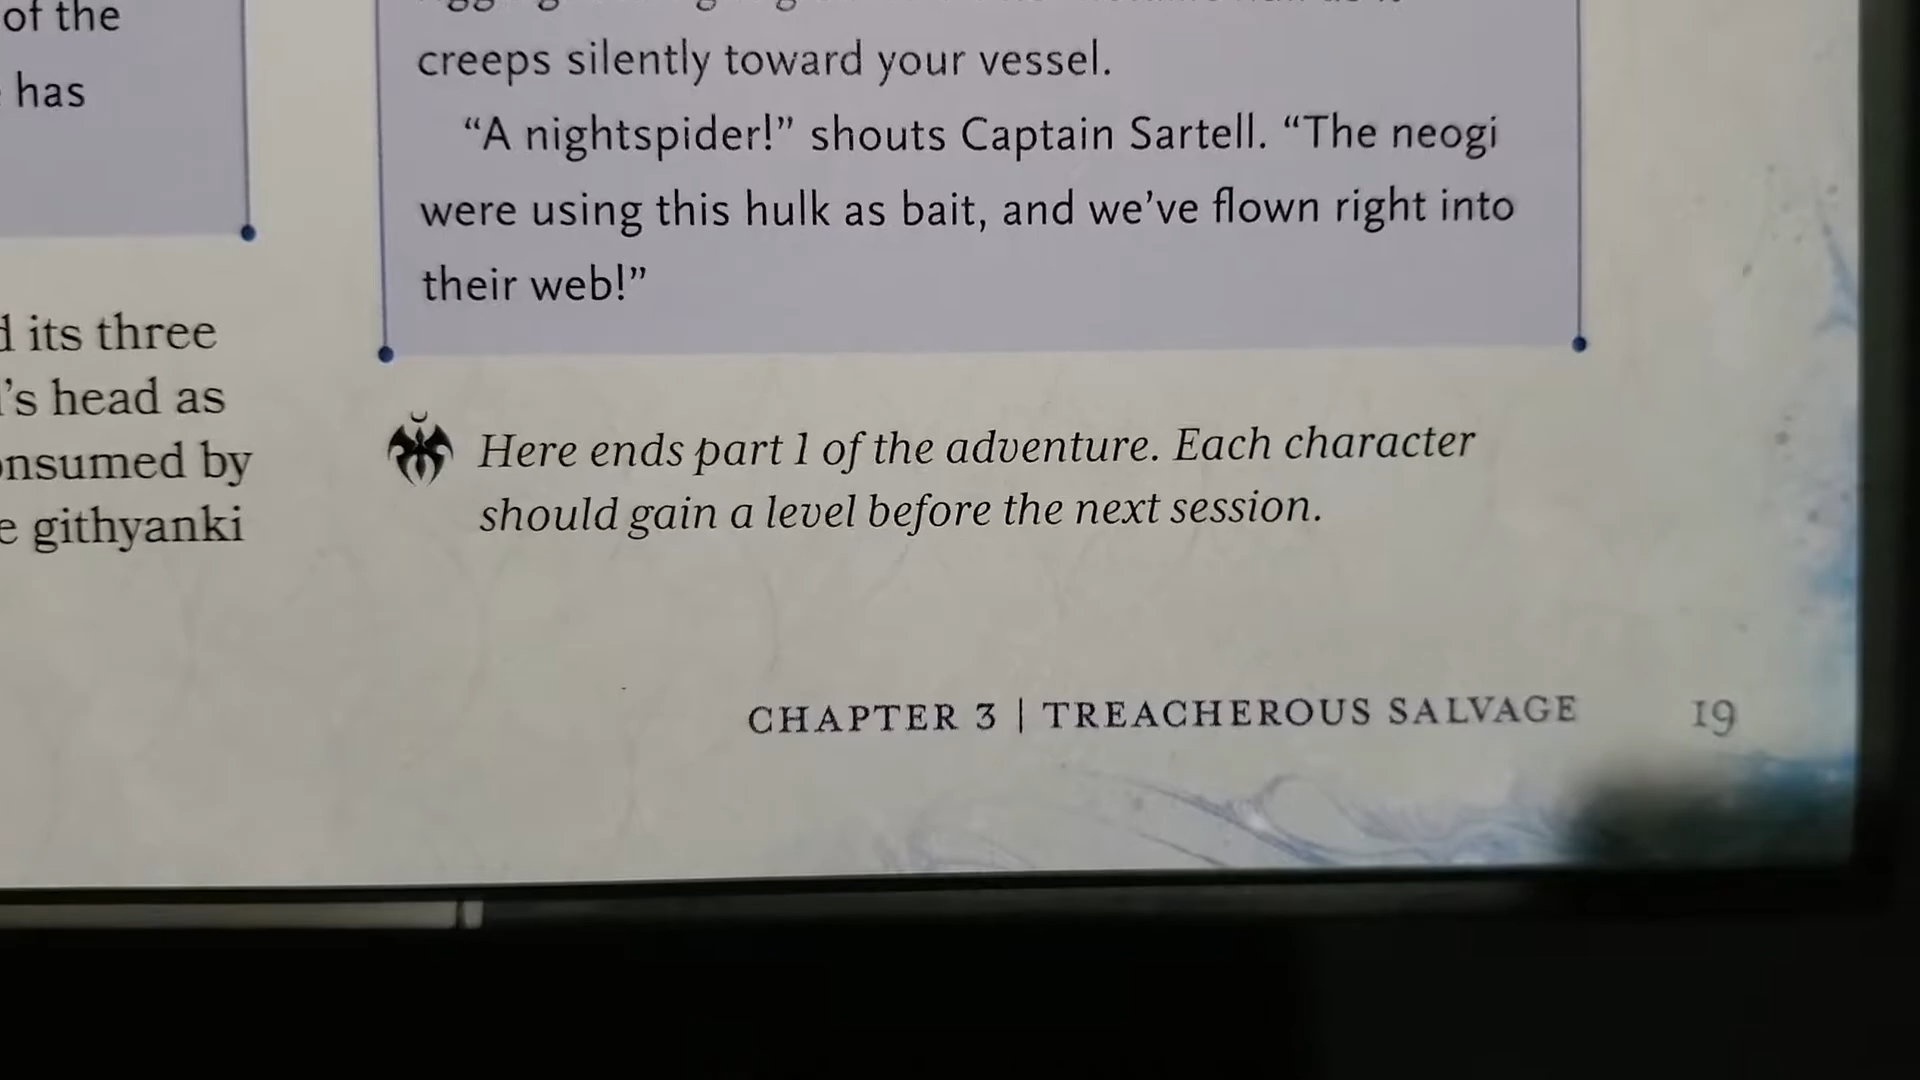 of the
has
d its three
's head as
onsumed by
e githyanki
creeps silently toward your vessel.
“A nightspider!” shouts Captain Sartell. “The neogi
were using this hulk as bait, and we’ve flown right into
their web!”
Here ends part 1 of the adventure. Each character
should gain a level before the next session.
CHAPTER 3 | TREACHEROUS SALVAGE 19